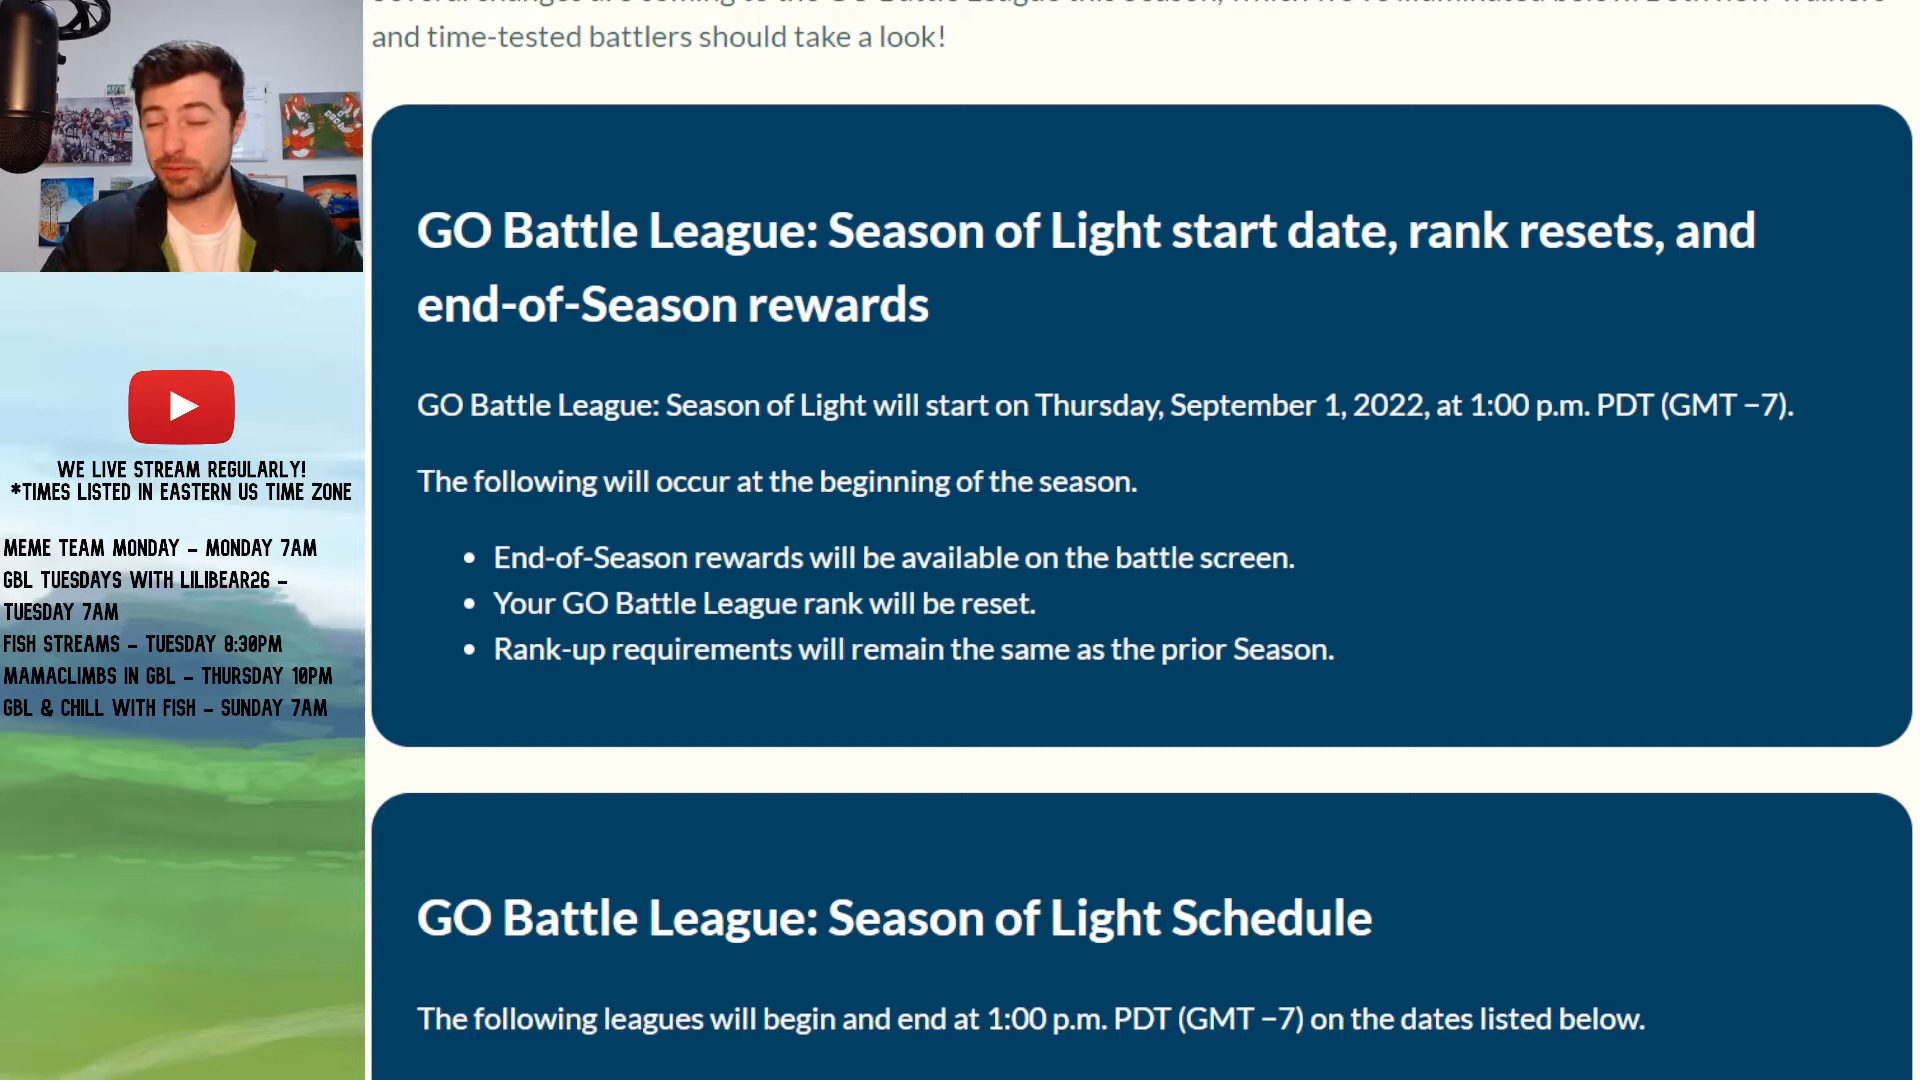 and time-tested battlers should take a look!
GO Battle League: Season of Light start date, rank resets, and
end-of-Season rewards
GO Battle League: Season of Light will start on Thursday, September 1, 2022, at 1:00 p.m. PDT (GMT −7).
The following will occur at the beginning of the season.
• End-of-Season rewards will be available on the battle screen.
• Your GO Battle League rank will be reset.
• Rank-up requirements will remain the same as the prior Season.
GO Battle League: Season of Light Schedule
The following leagues will begin and end at 1:00 p.m. PDT (GMT −7) on the dates listed below.
WE LIVE STREAM REGULARLY!
*TIMES LISTED IN EASTERN US TIME ZONE
MEME TEAM MONDAY - MONDAY 7AM
GBL TUESDAYS WITH LILIBEAR26 -
TUESDAY 7AM
FISH STREAMS - TUESDAY 8:30PM
MAMACLIMBS IN GBL - THURSDAY 10PM
GBL & CHILL WITH FISH - SUNDAY 7AM